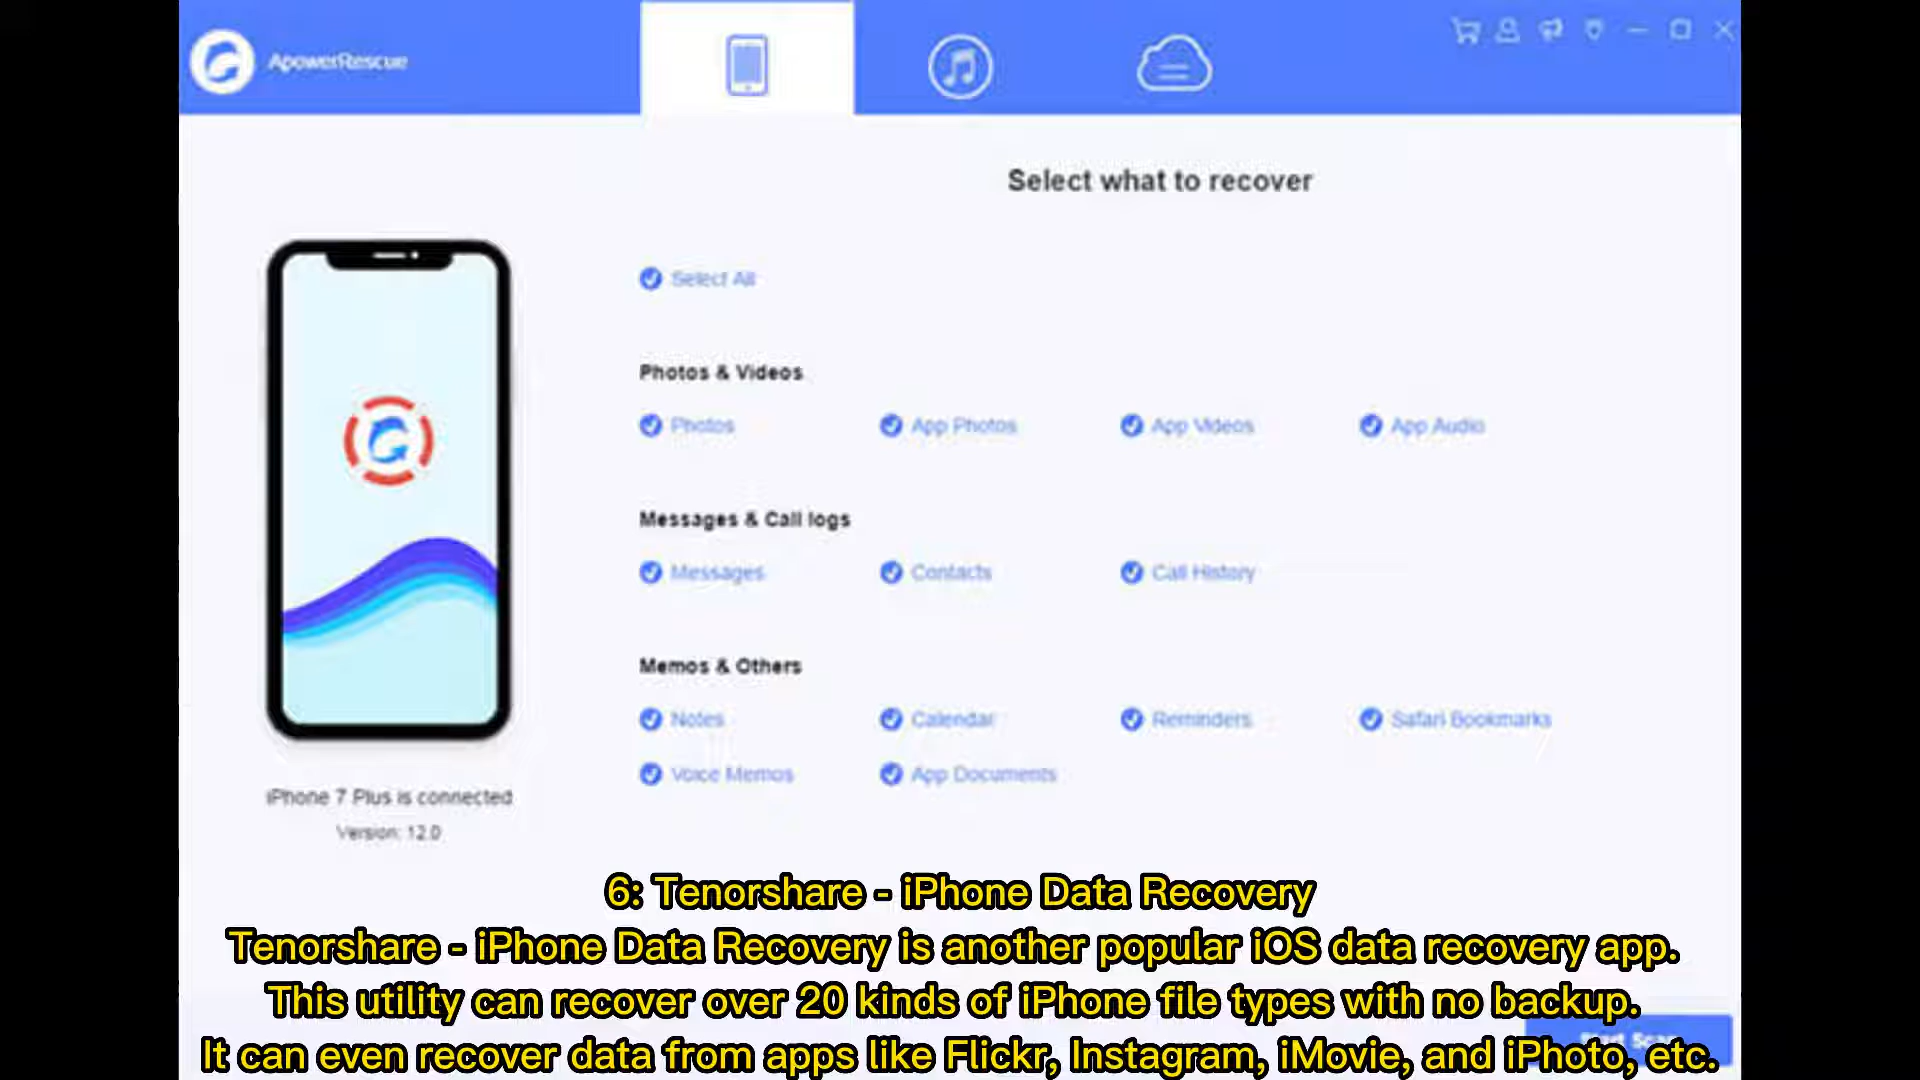 ApowerRescue
Select what to recover
Select All
Photos & Videos
Photos App Photos App Videos App Audio
Messages & Call logs
Messages Contacts Call History
Memos & Others
Notes Calendar Reminders Safari Bookmarks
Voice Memos App Documents
iPhone 7 Plus is connected
Version: 12.0
6: Tenorshare - iPhone Data Recovery
Tenorshare - iPhone Data Recovery is another popular iOS data recovery app.
This utility can recover over 20 kinds of iPhone file types with no backup.
It can even recover data from apps like Flickr, Instagram, iMovie, and iPhoto, etc.